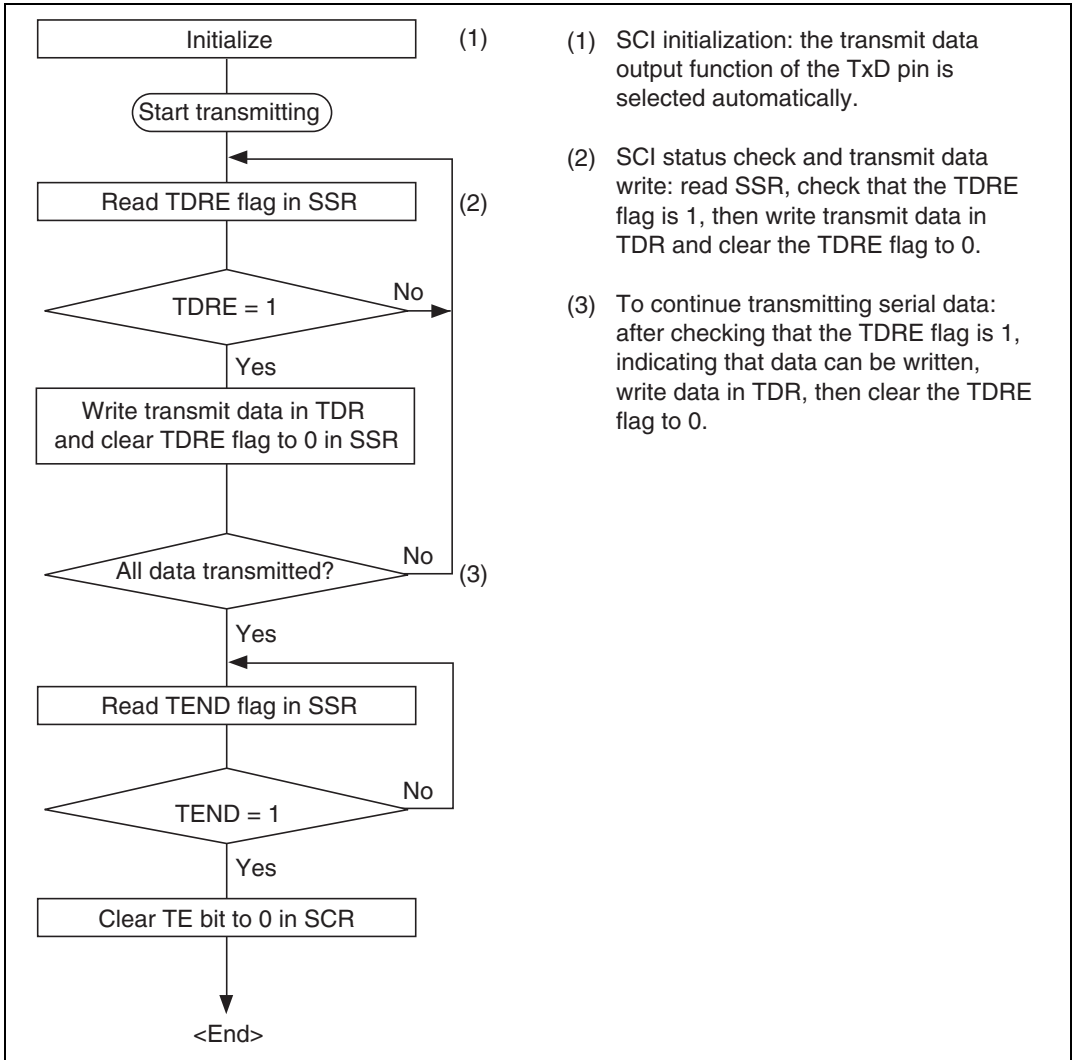 Initialize
(1)
Start transmitting
Read TDRE flag in SSR
(2)
TDRE = 1
No
Yes
Write transmit data in TDR
and clear TDRE flag to 0 in SSR
All data transmitted?
No
(3)
Yes
Read TEND flag in SSR
TEND = 1
No
Yes
Clear TE bit to 0 in SCR
<End>
(1) SCI initialization: the transmit data
output function of the TxD pin is
selected automatically.
(2) SCI status check and transmit data
write: read SSR, check that the TDRE
flag is 1, then write transmit data in
TDR and clear the TDRE flag to 0.
(3) To continue transmitting serial data:
after checking that the TDRE flag is 1,
indicating that data can be written,
write data in TDR, then clear the TDRE
flag to 0.